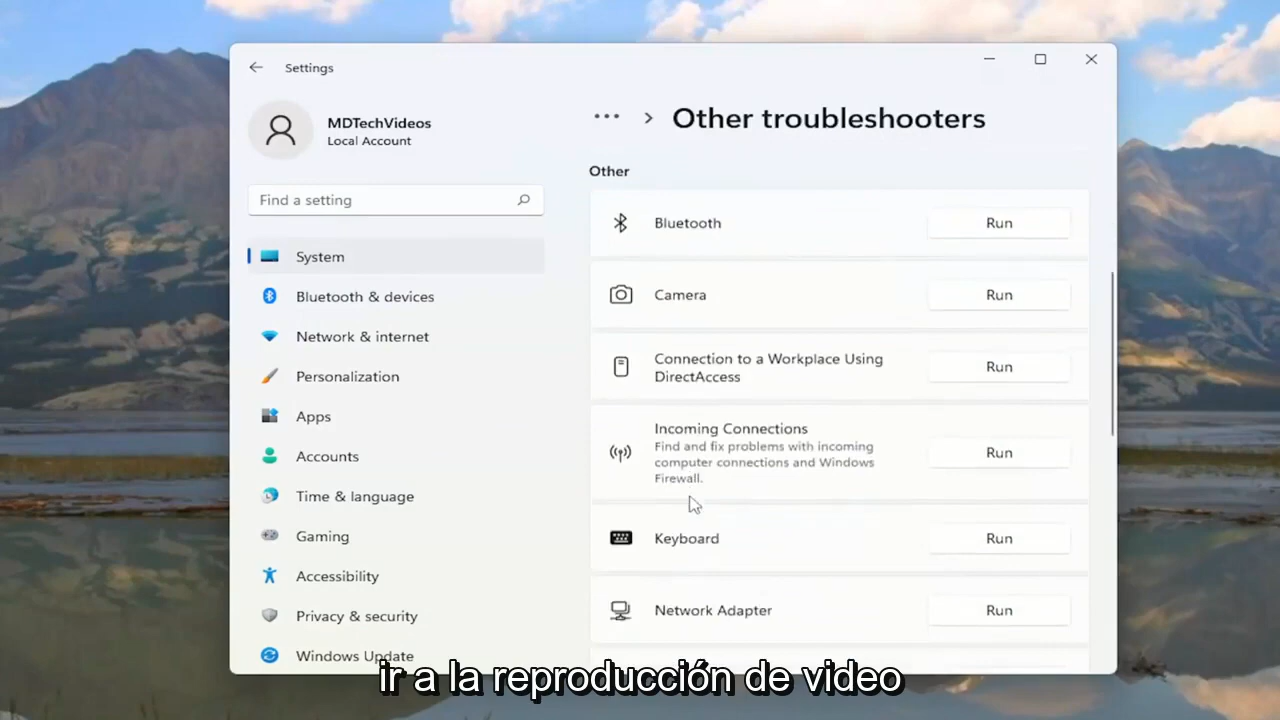 Settings
MDTechVideos
Local Account
Find a setting
System
Bluetooth & devices
Network & internet
Personalization
Apps
Accounts
Time & language
Gaming
Accessibility
Privacy & security
Windows Update
... > Other troubleshooters
Other
Bluetooth Run
Camera Run
Connection to a Workplace Using
DirectAccess Run
Incoming Connections
Find and fix problems with incoming
computer connections and Windows
Firewall. Run
Keyboard Run
Network Adapter Run
ir a la reproducción de video